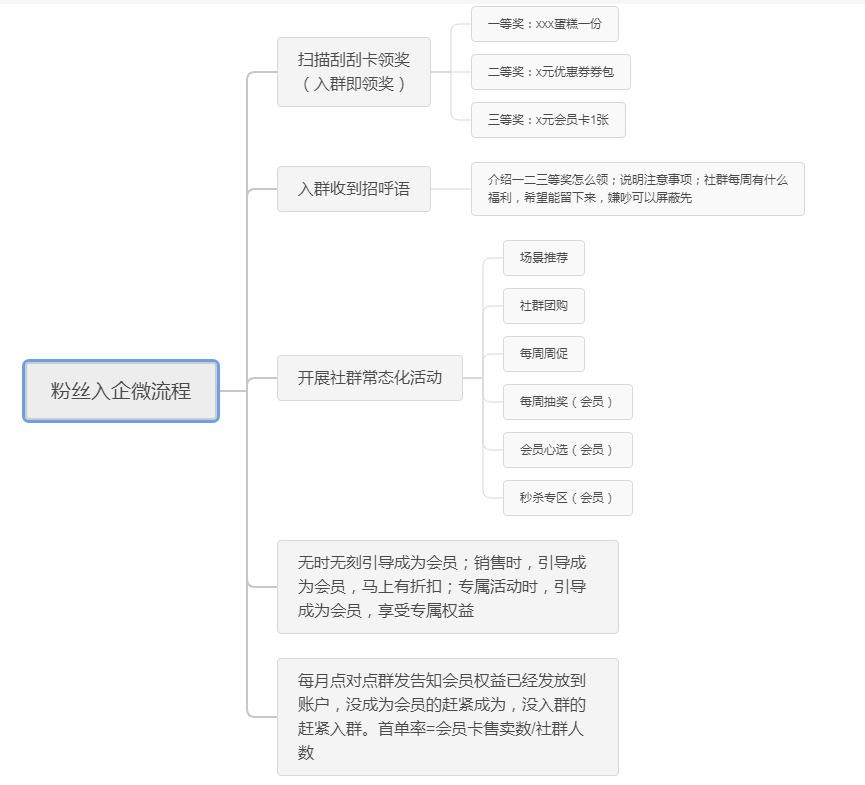 粉丝入企微流程
扫描刮刮卡领奖
（入群即领奖）
一等奖：xxx蛋糕一份
二等奖：x元优惠券券包
三等奖：x元会员卡1张
入群收到招呼语
介绍一二三等奖怎么领；说明注意事项；社群每周有什么
福利，希望能留下来，嫌吵可以屏蔽先
开展社群常态化活动
场景推荐
社群团购
每周周促
每周抽奖（会员）
会员心选（会员）
秒杀专区（会员）
无时无刻引导成为会员；销售时，引导成
为会员，马上有折扣；专属活动时，引导
成为会员，享受专属权益
每月点对点群发告知会员权益已经发放到
账户，没成为会员的赶紧成为，没入群的
赶紧入群。首单率=会员卡售卖数/社群人
数